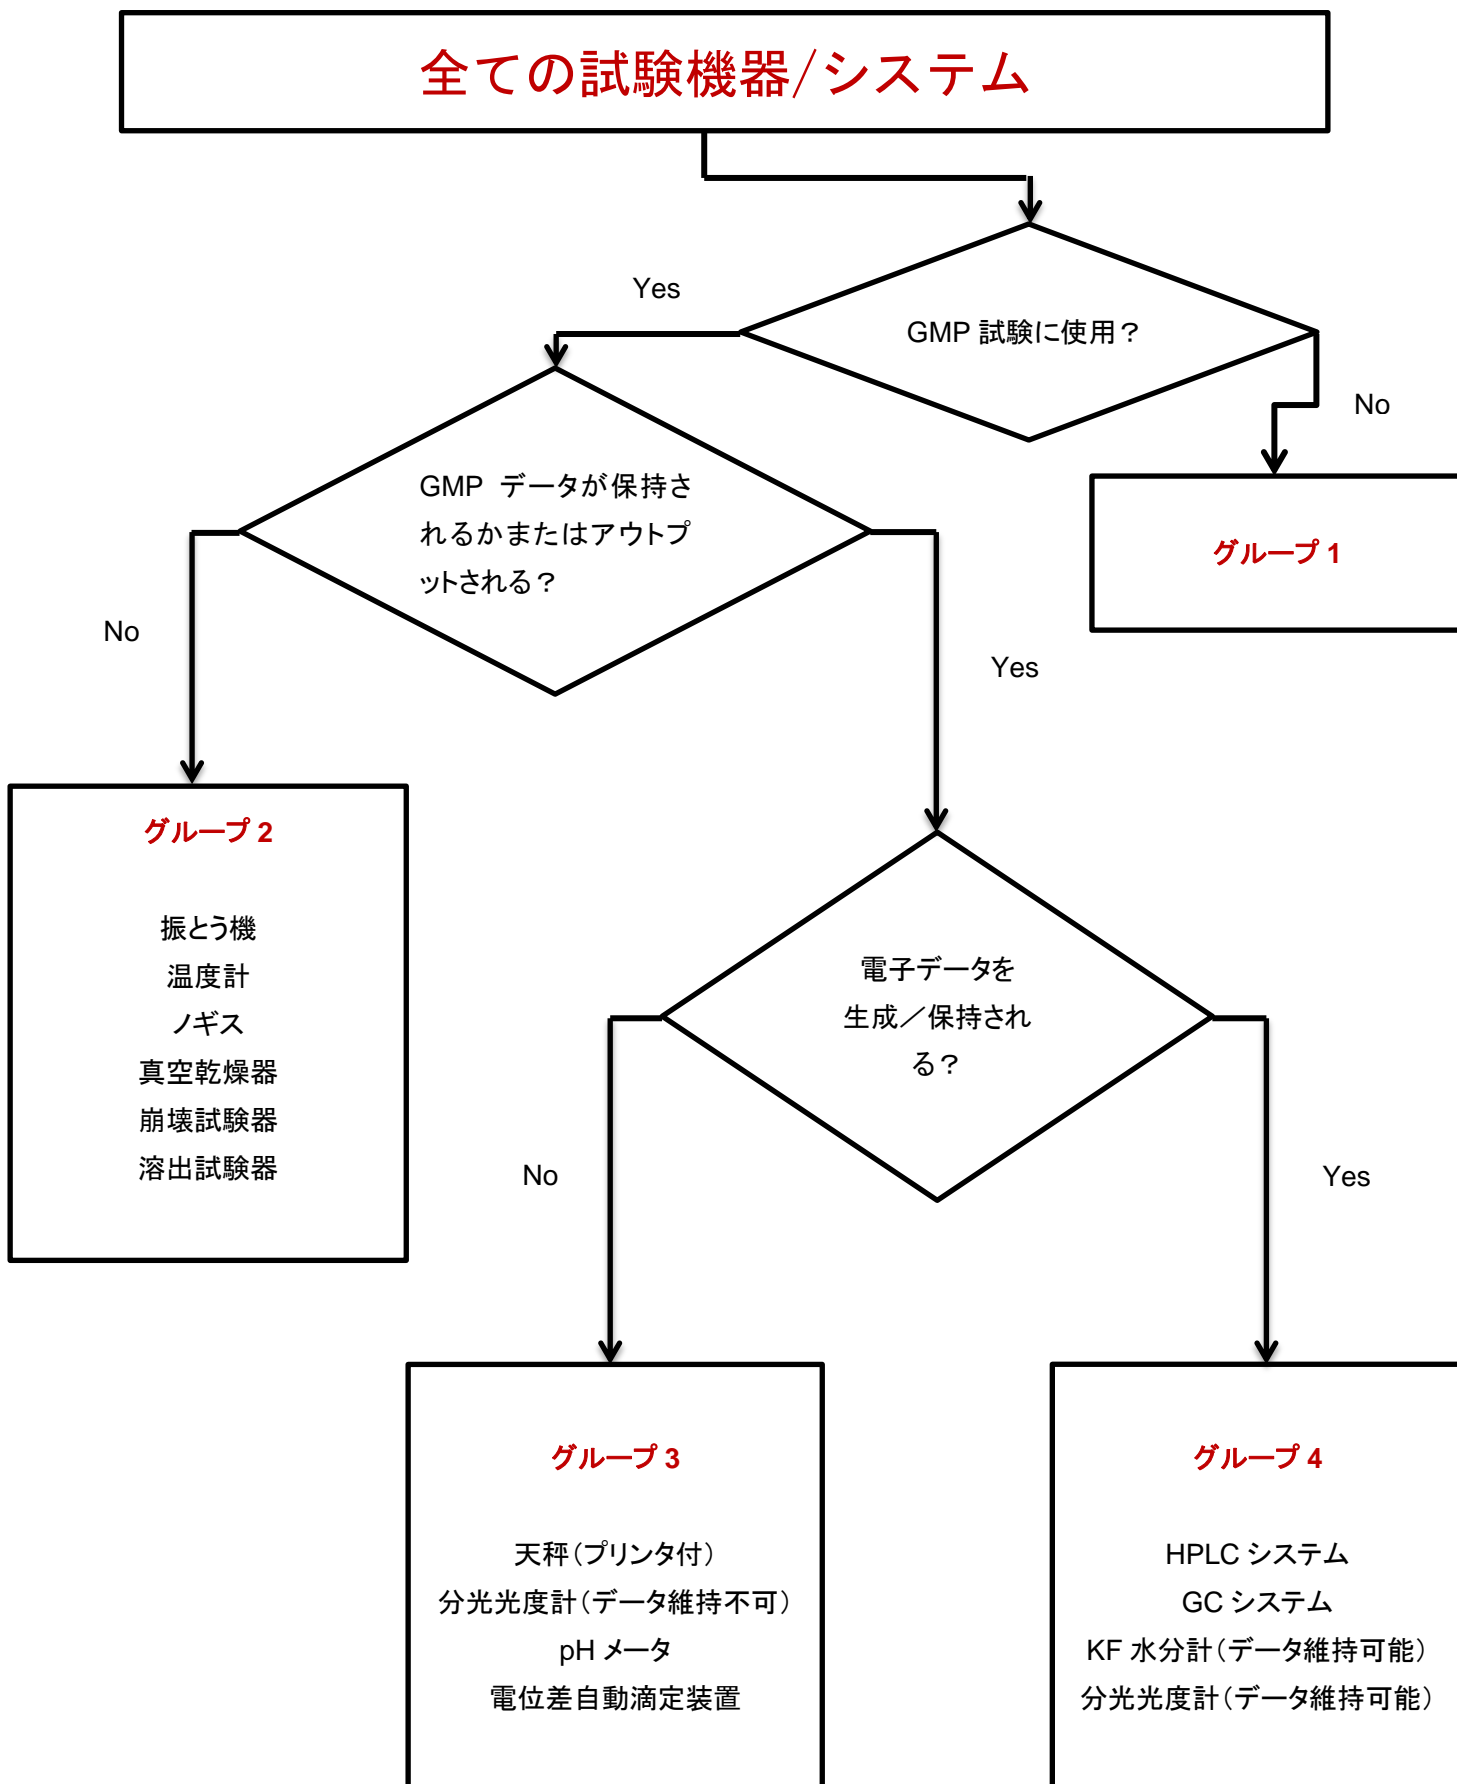 全ての試験機器/システム
Yes
GMP 試験に使用？
No
GMP データが保持さ
れるかまたはアウトプ
ットされる？
グループ 1
No
Yes
グループ 2
振とう機
温度計
ノギス
真空乾燥器
崩壊試験器
溶出試験器
電子データを
生成／保持され
る？
No
Yes
グループ 3
天秤（プリンタ付）
分光光度計（データ維持不可）
pH メータ
電位差自動滴定装置
グループ 4
HPLC システム
GC システム
KF 水分計（データ維持可能）
分光光度計（データ維持可能）